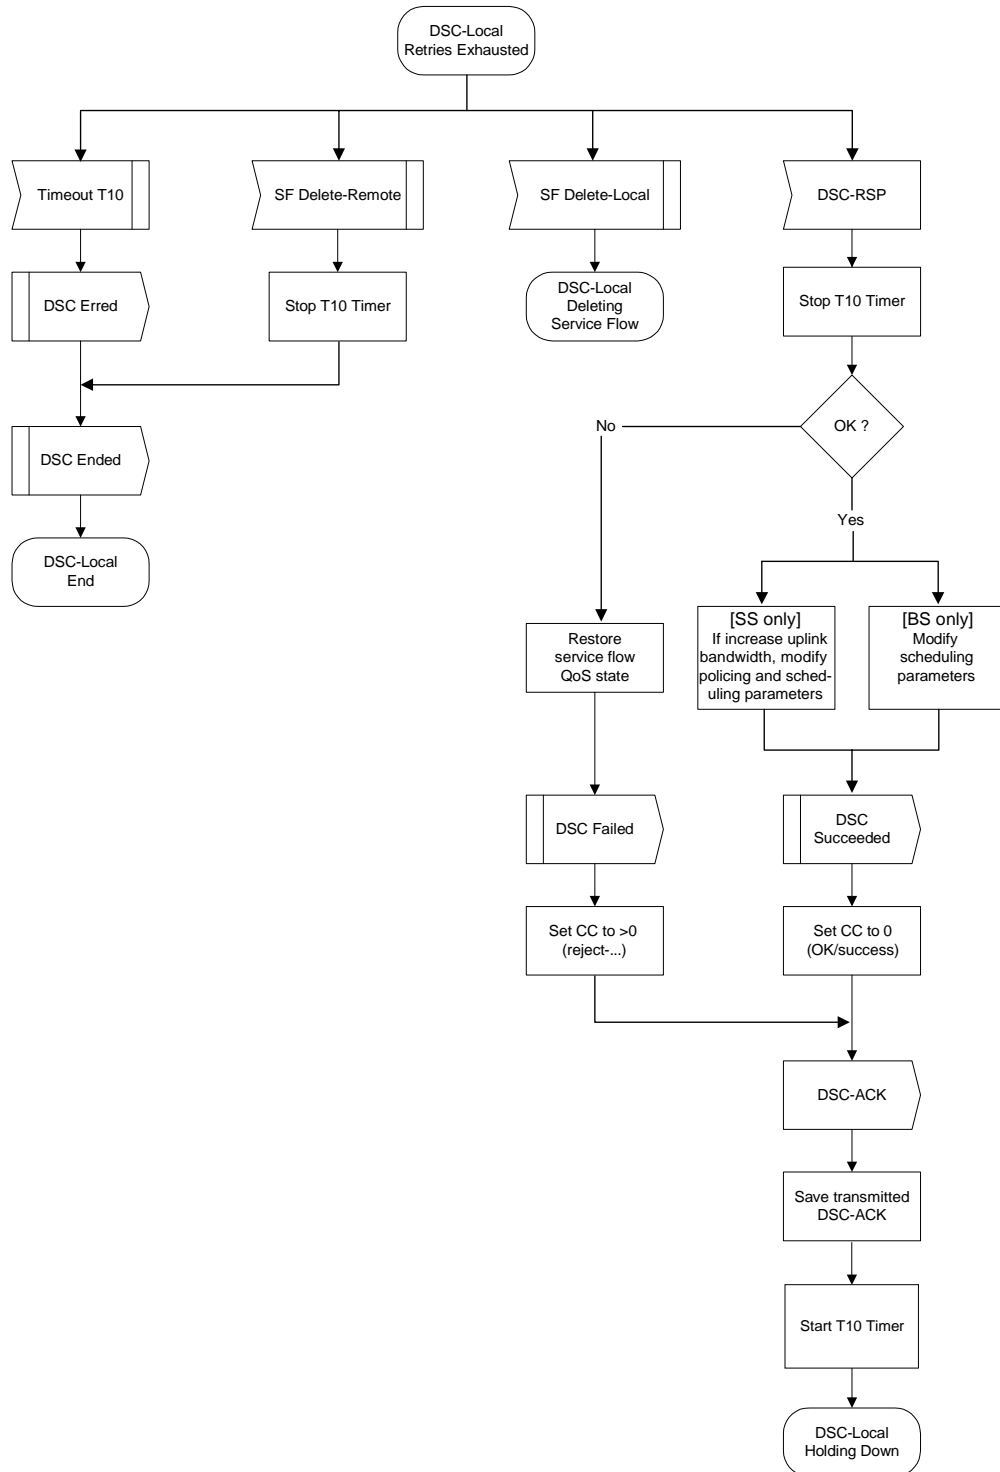 DSC-Local
Retries Exhausted
Timeout T10
SF Delete-Remote
SF Delete-Local
DSC-RSP
DSC Erred
Stop T10 Timer
DSC-Local
Deleting
Service Flow
Stop T10 Timer
No
OK ?
DSC Ended
Yes
DSC-Local
End
Restore
service flow
QoS state
[SS only]
If increase uplink
bandwidth, modify
policing and sched-
uling parameters
[BS only]
Modify
scheduling
parameters
DSC Failed
DSC
Succeeded
Set CC to >0
(reject-...)
Set CC to 0
(OK/success)
DSC-ACK
Save transmitted
DSC-ACK
Start T10 Timer
DSC-Local
Holding Down